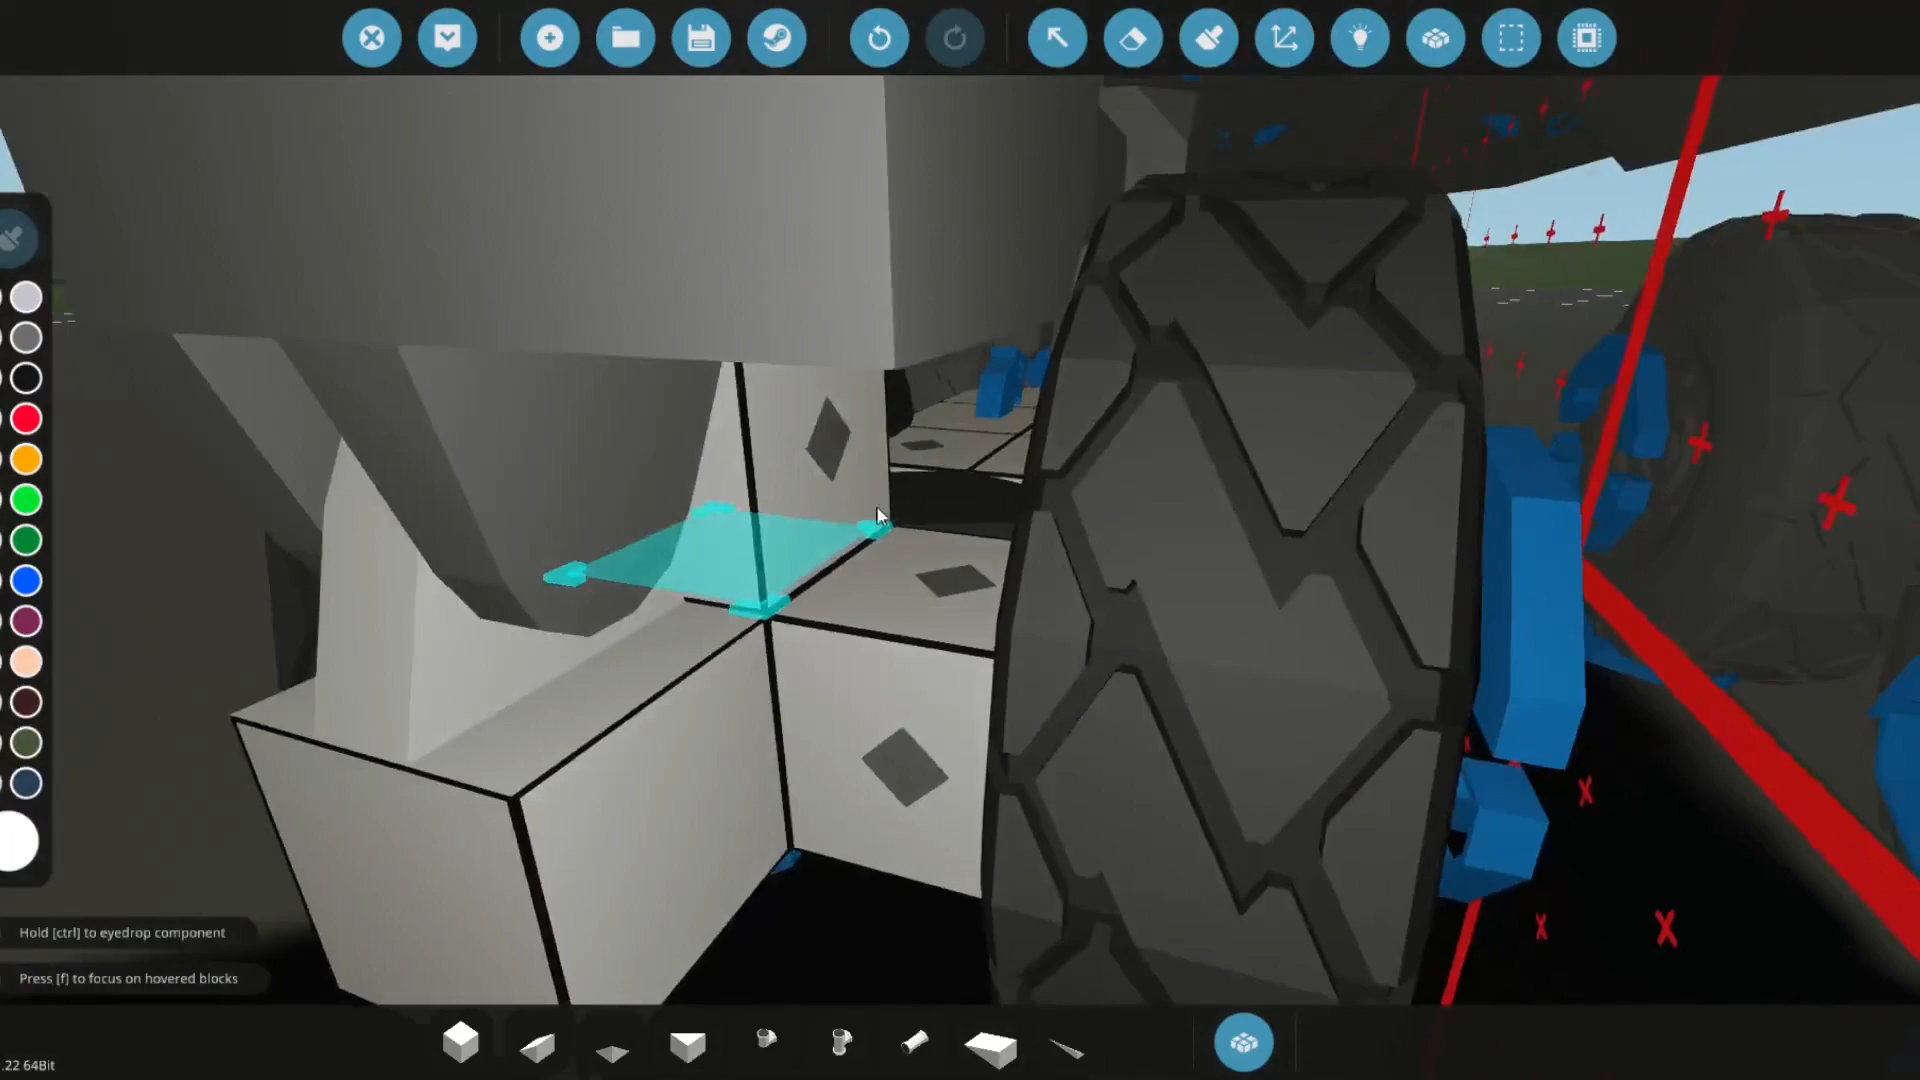 Hold [ctrl] to eyedrop component
Press [f] to focus on hovered blocks
.22 64Bit